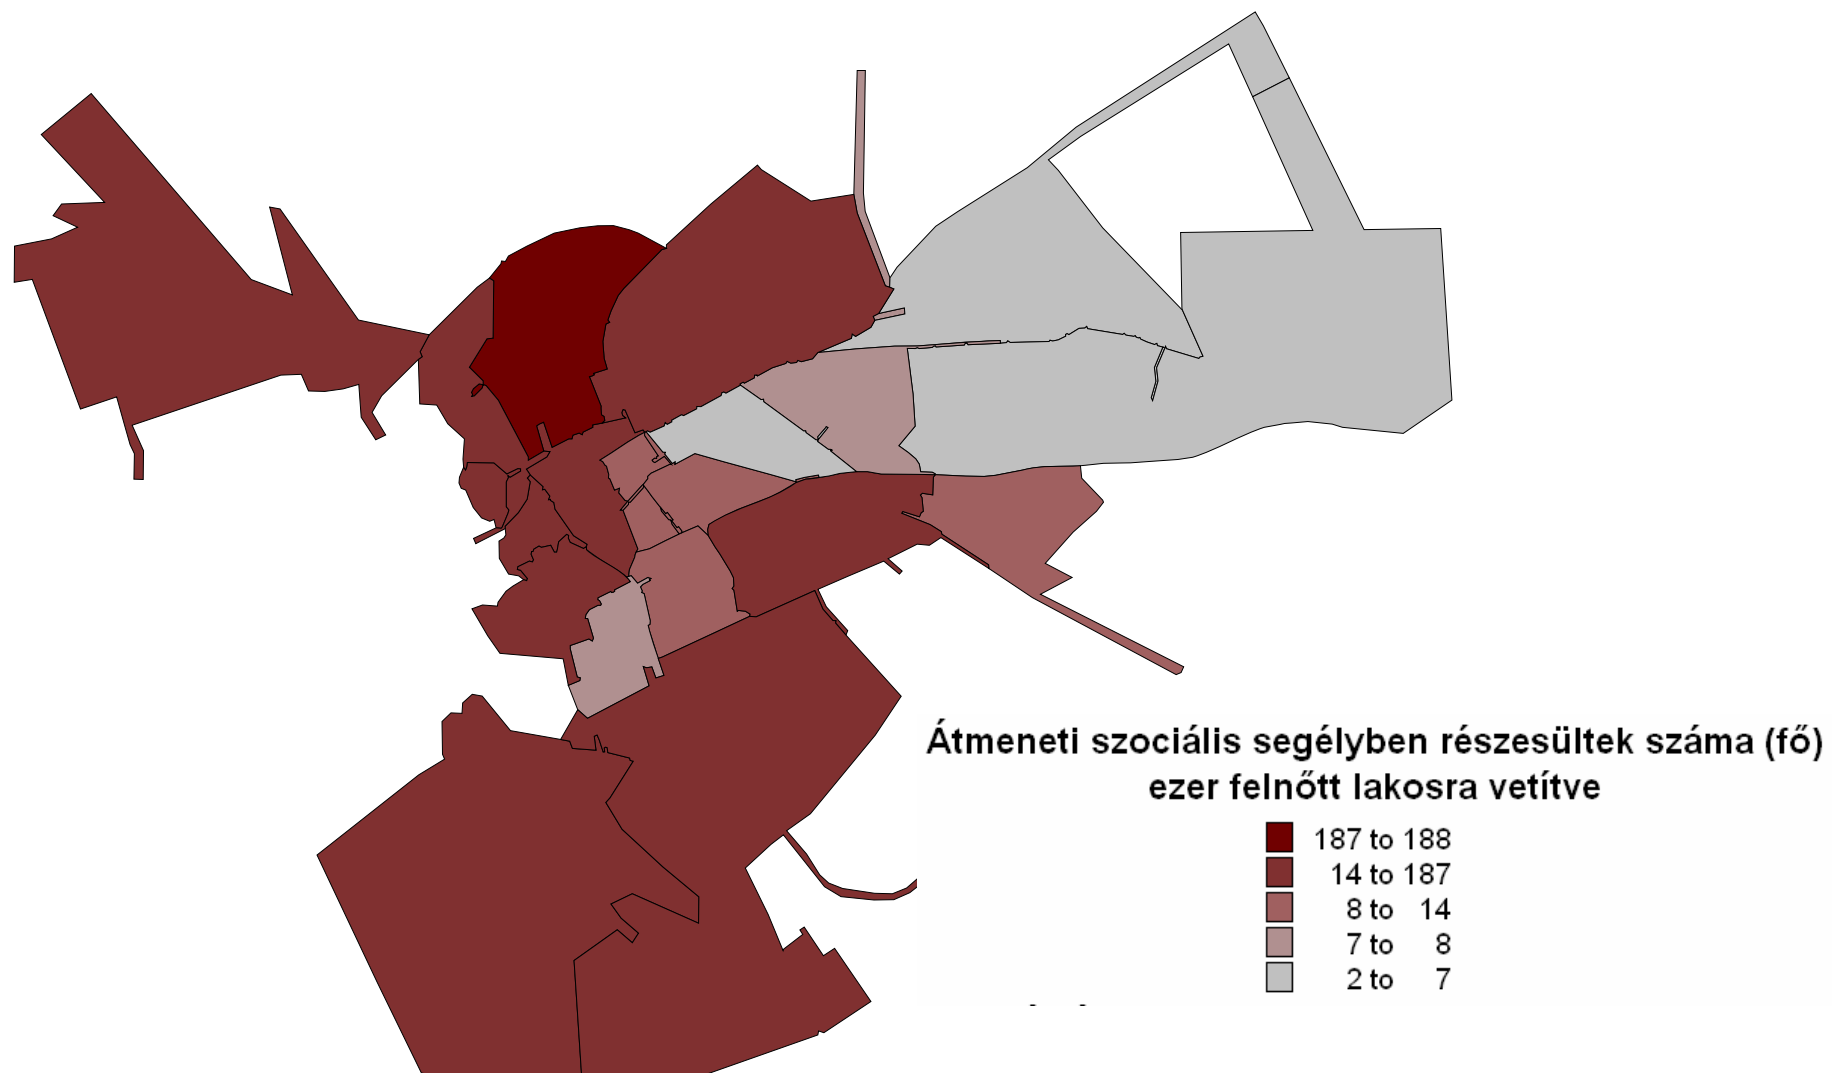 Átmeneti szociális segélyben részesültek száma (fő)
ezer felnőtt lakosra vetítve
187 to 188
14 to 187
8 to 14
7 to 8
2 to 7